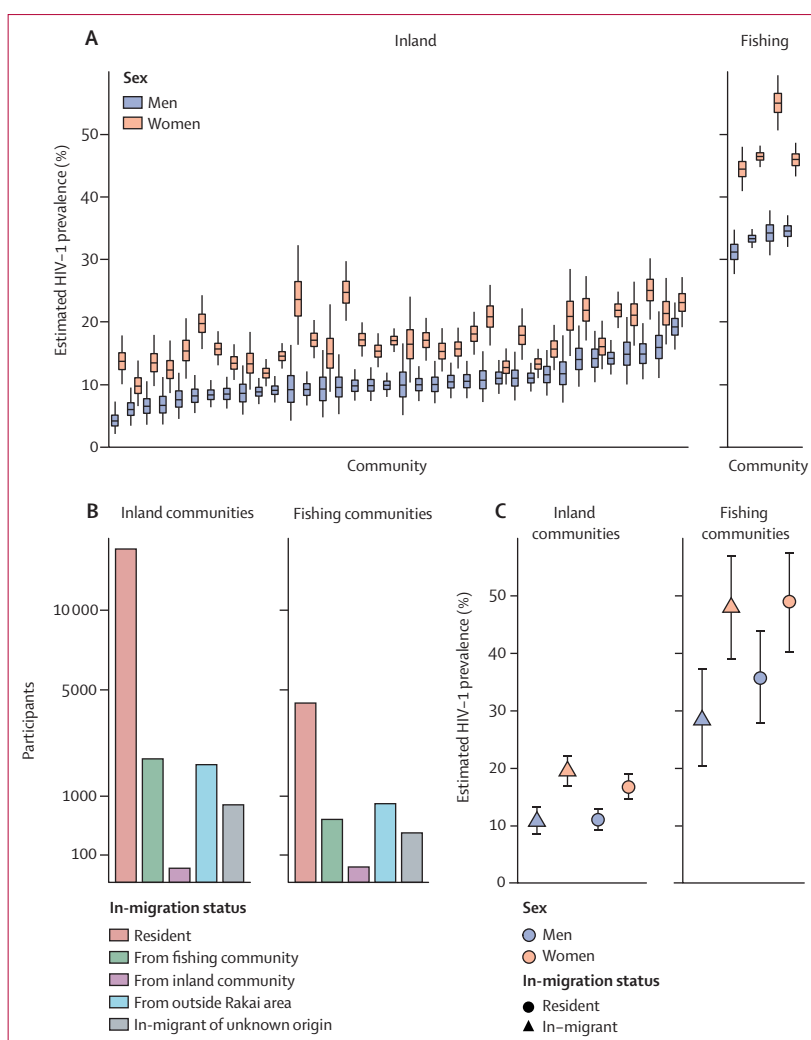 A
Inland
Fishing
Sex
Men
Women
Estimated HIV–1 prevalence (%)
50
40
30
20
10
0
Community
Community
B
Inland communities
Fishing communities
Participants
10 000
5000
1000
100
In-migration status
Resident
From fishing community
From inland community
From outside Rakai area
In-migrant of unknown origin
C
Inland
communities
Fishing
communities
Estimated HIV–1 prevalence (%)
50
40
30
20
10
0
Sex
Men
Women
In-migration status
Resident
In–migrant